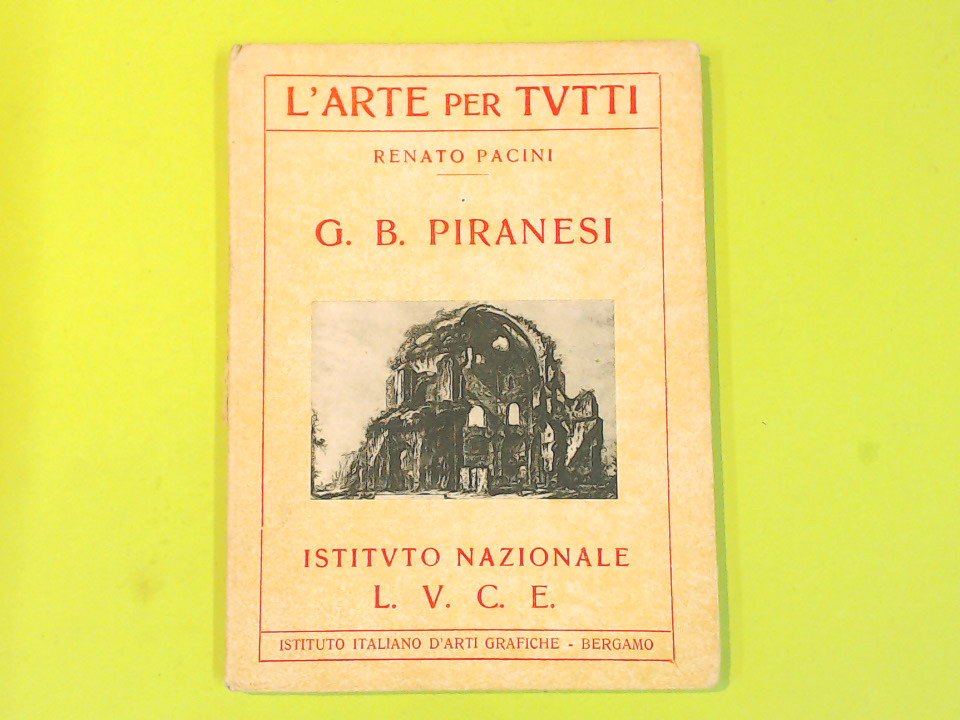 L'ARTE PER TVTTI
RENATO PACINI
G. B. PIRANESI
ISTITVTO NAZIONALE
L. V. C. E.
ISTITUTO ITALIANO D'ARTI GRAFICHE - BERGAMO